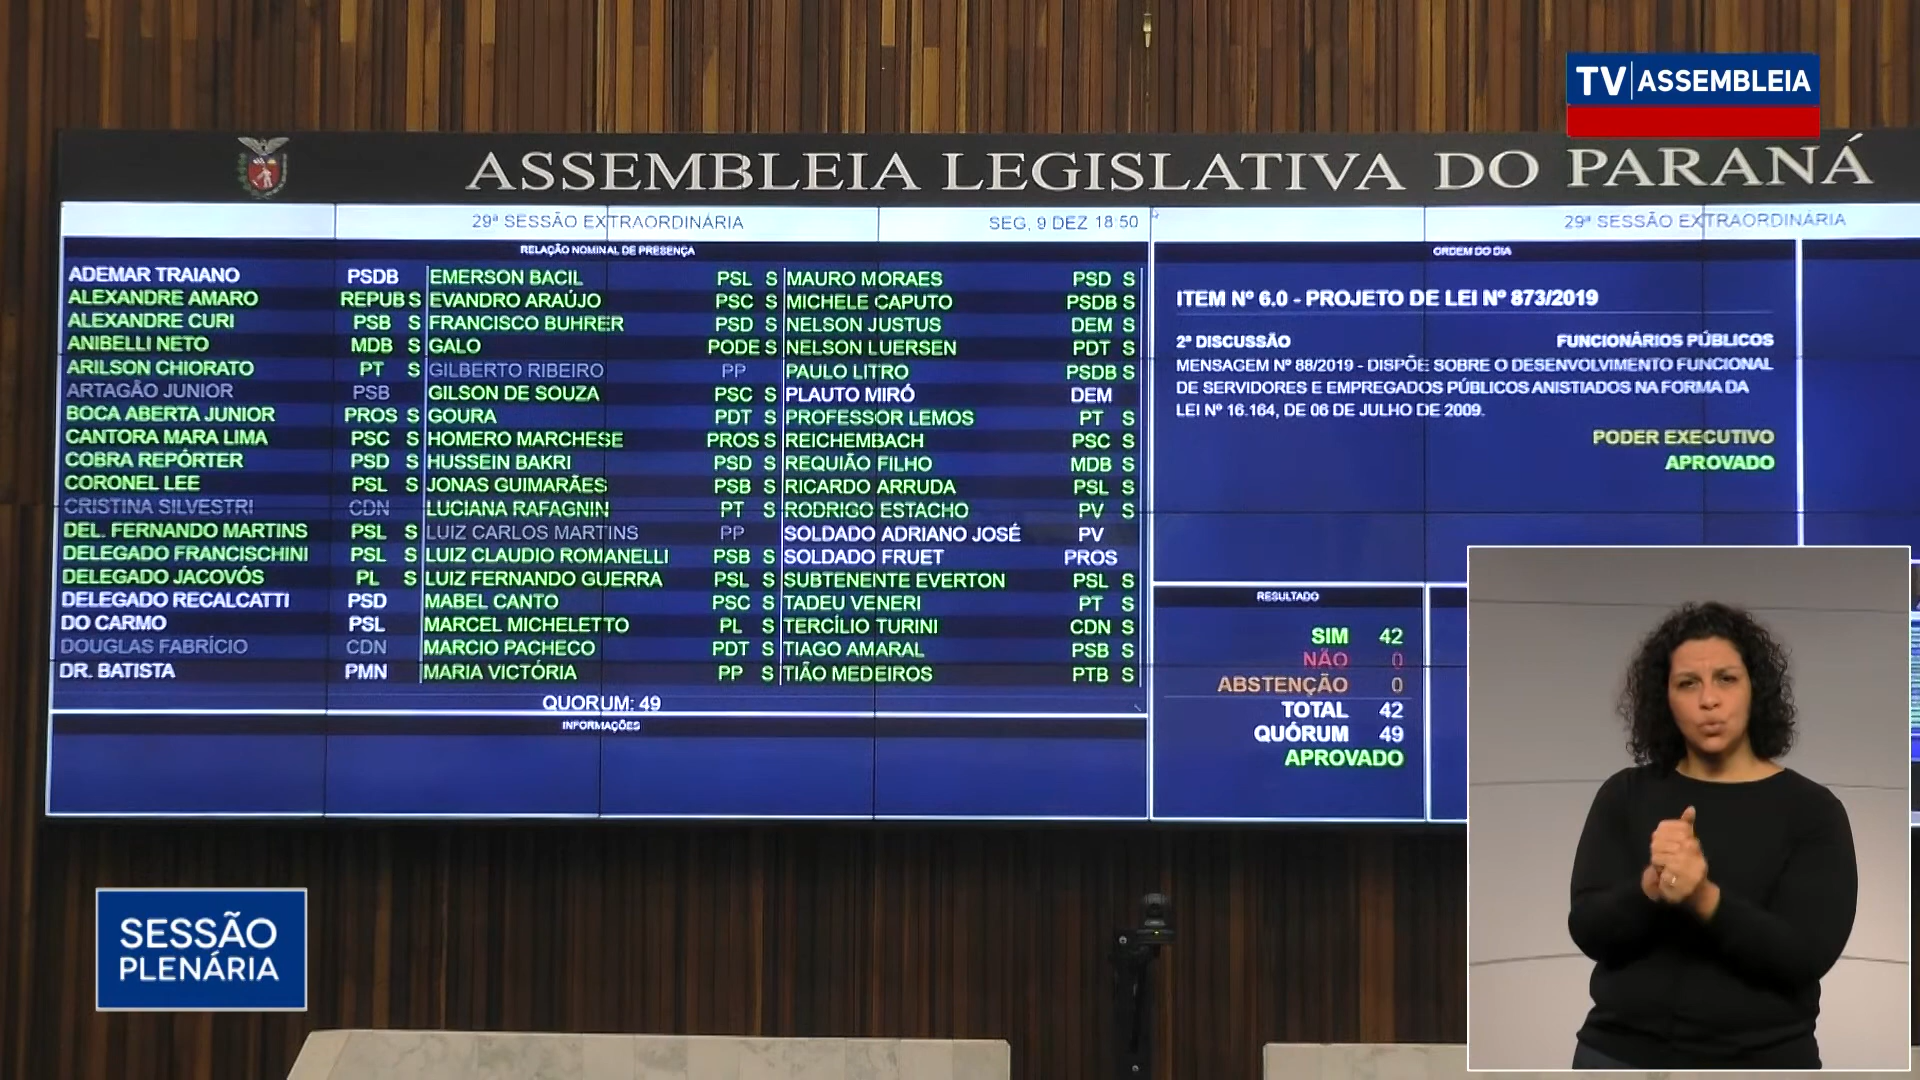 TV ASSEMBLEIA
ASSEMBLEIA LEGISLATIVA DO PARANÁ
29ª SESSÃO EXTRAORDINÁRIA SEG, 9 DEZ 18:50
RELAÇÃO NOMINAL DE PRESENÇA
ADEMAR TRAIANO PSDB
ALEXANDRE AMARO REPUB S
ALEXANDRE CURI PSB S
ANIBELLI NETO MDB S
ARILSON CHIORATO PT S
ARTAGÃO JUNIOR PSB
BOCA ABERTA JUNIOR PROS S
CANTORA MARA LIMA PSC S
COBRA REPÓRTER PSD S
CORONEL LEE PSL S
CRISTINA SILVESTRI CDN
DEL. FERNANDO MARTINS PSL S
DELEGADO FRANCISCHINI PSL S
DELEGADO JACOVÓS PL S
DELEGADO RECALCATTI PSD
DO CARMO PSL
DOUGLAS FABRÍCIO CDN
DR. BATISTA PMN
EMERSON BACIL PSL S
EVANDRO ARAÚJO PSC S
FRANCISCO BUHRER PSD S
GALO PODE S
GILBERTO RIBEIRO PP
GILSON DE SOUZA PSC S
GOURA PDT S
HOMERO MARCHESE PROS S
HUSSEIN BAKRI PSD S
JONAS GUIMARÃES PSB S
LUCIANA RAFAGNIN PT S
LUIZ CARLOS MARTINS PP
LUIZ CLAUDIO ROMANELLI PSB S
LUIZ FERNANDO GUERRA PSL S
MABEL CANTO PSC S
MARCEL MICHELETTO PL S
MARCIO PACHECO PDT S
MARIA VICTÓRIA PP S
MAURO MORAES PSD S
MICHELE CAPUTO PSDB S
NELSON JUSTUS DEM S
NELSON LUERSEN PDT S
PAULO LITRO PSDB S
PLAUTO MIRÓ DEM
PROFESSOR LEMOS PT S
REICHEMBACH PSC S
REQUIÃO FILHO MDB S
RICARDO ARRUDA PSL S
RODRIGO ESTACHO PV S
SOLDADO ADRIANO JOSÉ PV
SOLDADO FRUET PROS
SUBTENENTE EVERTON PSL S
TADEU VENERI PT S
TERCÍLIO TURINI CDN S
TIAGO AMARAL PSB S
TIÃO MEDEIROS PTB S
QUORUM: 49
INFORMAÇÕES
29ª SESSÃO EXTRAORDINÁRIA
ORDEM DO DIA
ITEM Nº 6.0 - PROJETO DE LEI Nº 873/2019
2ª DISCUSSÃO FUNCIONÁRIOS PÚBLICOS
MENSAGEM Nº 88/2019 - DISPÕE SOBRE O DESENVOLVIMENTO FUNCIONAL
DE SERVIDORES E EMPREGADOS PÚBLICOS ANISTIADOS NA FORMA DA
LEI Nº 16.164, DE 06 DE JULHO DE 2009.
PODER EXECUTIVO
APROVADO
RESULTADO
SIM 42
NÃO 0
ABSTENÇÃO 0
TOTAL 42
QUÓRUM 49
APROVADO
SESSÃO
PLENÁRIA